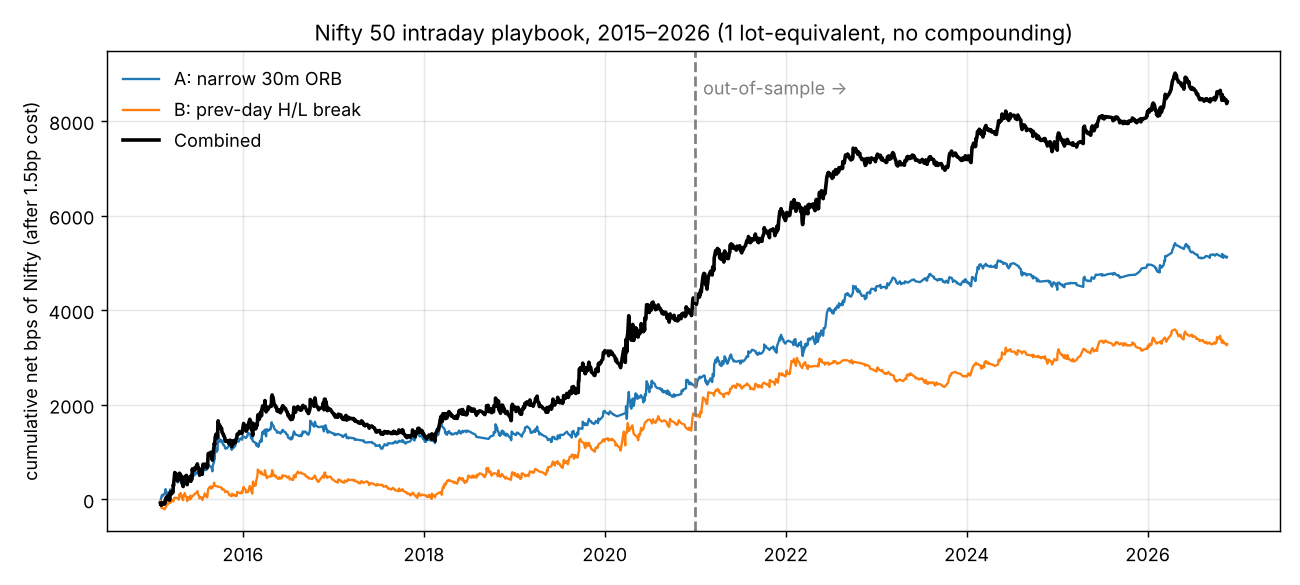 Nifty 50 intraday playbook, 2015–2026 (1 lot-equivalent, no compounding)
A: narrow 30m ORB
B: prev-day H/L break
Combined
out-of-sample →
cumulative net bps of Nifty (after 1.5bp cost)
8000
6000
4000
2000
0
2016
2018
2020
2022
2024
2026